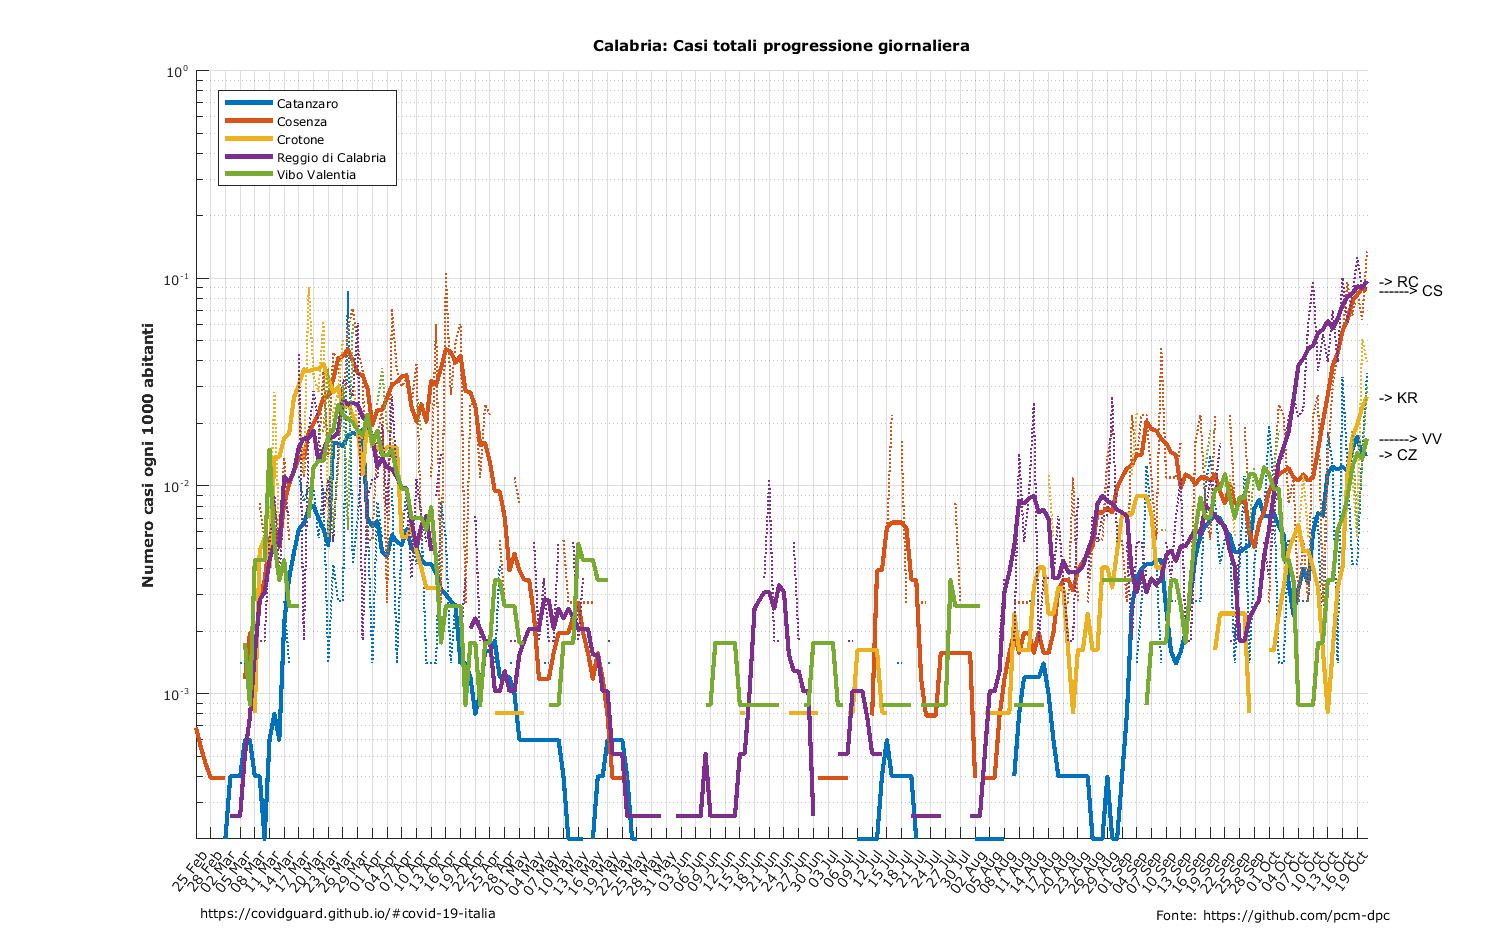 Calabria: Casi totali progressione giornaliera
10^0
Catanzaro
Cosenza
Crotone
Reggio di Calabria
Vibo Valentia
10^-1
10^-2
10^-3
Numero casi ogni 1000 abitanti
-> RC
------> CS
-> KR
------> VV
-> CZ
25 Feb
28 Feb
02 Mar
05 Mar
08 Mar
11 Mar
14 Mar
17 Mar
20 Mar
23 Mar
26 Mar
29 Mar
01 Apr
04 Apr
07 Apr
10 Apr
13 Apr
16 Apr
19 Apr
22 Apr
25 Apr
28 Apr
01 May
04 May
07 May
10 May
13 May
16 May
19 May
22 May
25 May
28 May
31 May
03 Jun
06 Jun
09 Jun
12 Jun
15 Jun
18 Jun
21 Jun
24 Jun
27 Jun
30 Jun
03 Jul
06 Jul
09 Jul
12 Jul
15 Jul
18 Jul
21 Jul
24 Jul
27 Jul
30 Jul
02 Aug
05 Aug
08 Aug
11 Aug
14 Aug
17 Aug
20 Aug
23 Aug
26 Aug
29 Aug
01 Sep
04 Sep
07 Sep
10 Sep
13 Sep
16 Sep
19 Sep
22 Sep
25 Sep
28 Sep
01 Oct
04 Oct
07 Oct
10 Oct
13 Oct
16 Oct
19 Oct
https://covidguard.github.io/#covid-19-italia
Fonte: https://github.com/pcm-dpc